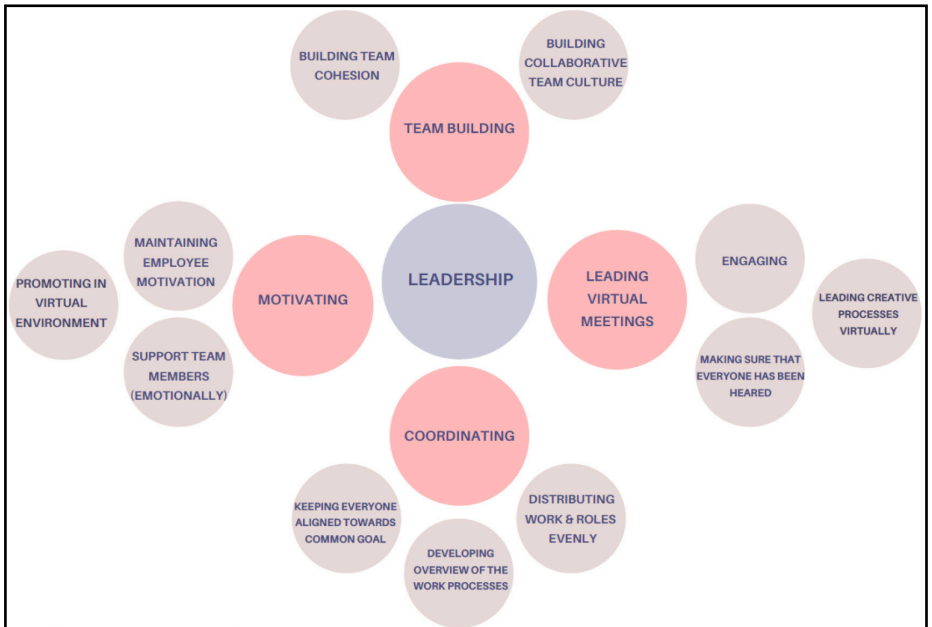 BUILDING TEAM
COHESION
BUILDING
COLLABORATIVE
TEAM CULTURE
TEAM BUILDING
MAINTAINING
EMPLOYEE
MOTIVATION
PROMOTING IN
VIRTUAL
ENVIRONMENT
SUPPORT TEAM
MEMBERS
(EMOTIONALLY)
MOTIVATING
LEADERSHIP
LEADING
VIRTUAL
MEETINGS
ENGAGING
LEADING CREATIVE
PROCESSES
VIRTUALLY
MAKING SURE THAT
EVERYONE HAS BEEN
HEARED
COORDINATING
KEEPING EVERYONE
ALIGNED TOWARDS
COMMON GOAL
DEVELOPING
OVERVIEW OF THE
WORK PROCESSES
DISTRIBUTING
WORK & ROLES
EVENLY